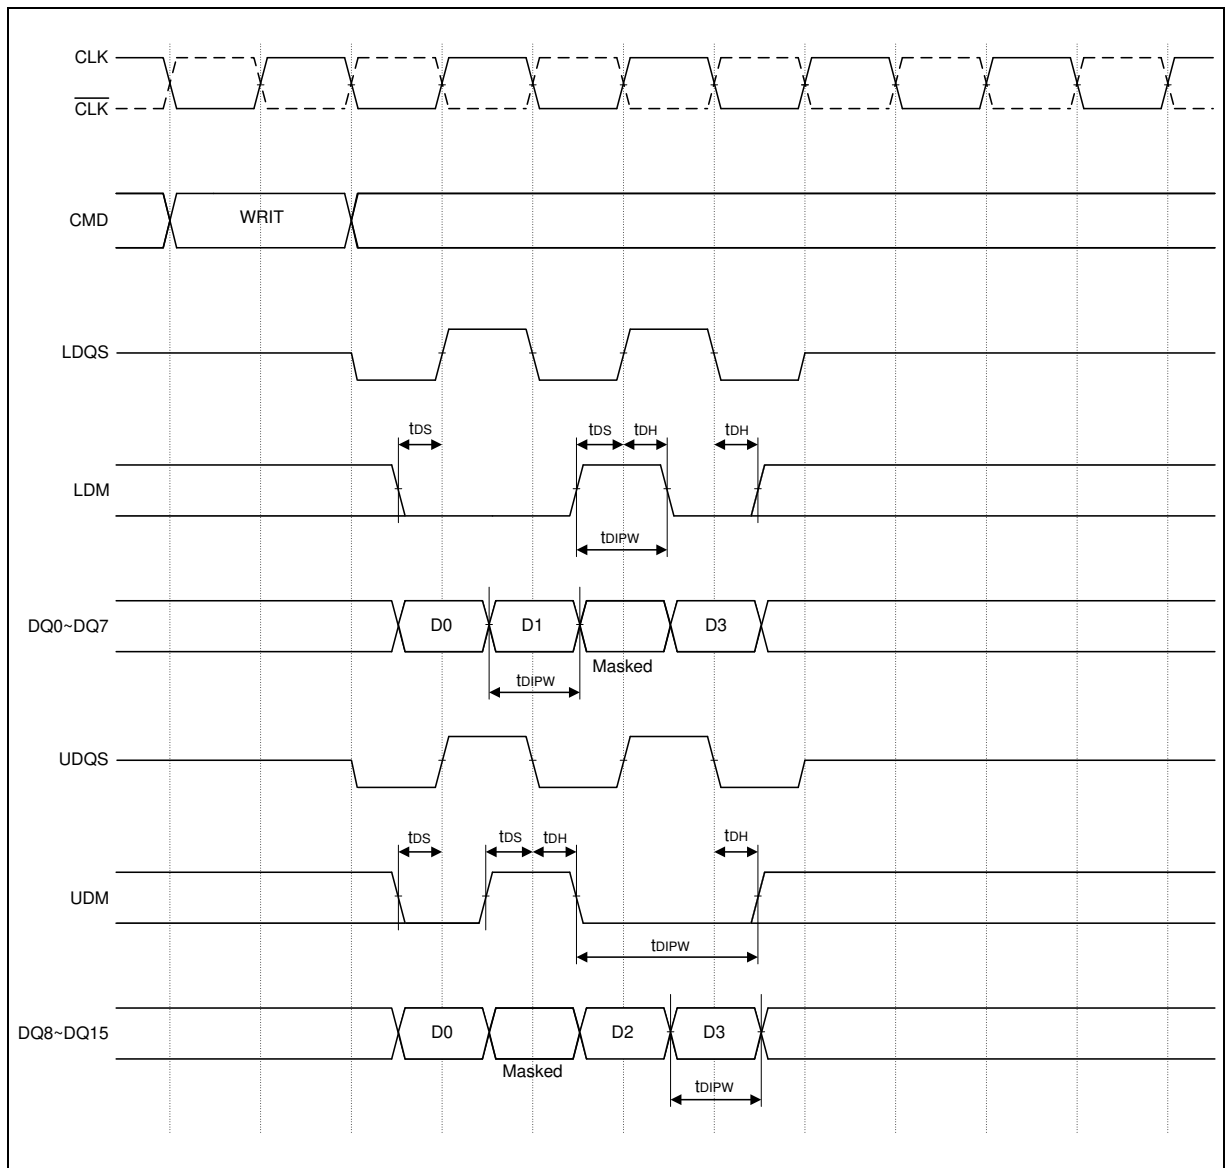 CLK
CLK
CMD
WRIT
LDQS
tDS
tDS
tDH
tDH
LDM
tDIPW
DQ0~DQ7
D0
D1
D3
Masked
tDIPW
UDQS
tDS
tDS
tDH
tDH
UDM
tDIPW
DQ8~DQ15
D0
D2
D3
Masked
tDIPW